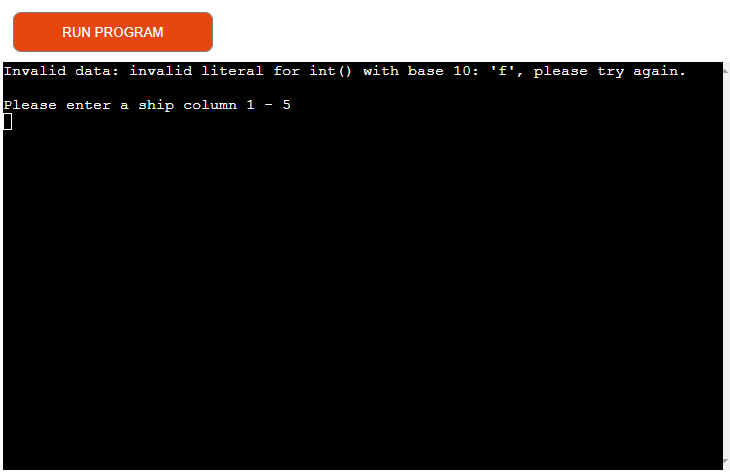 RUN PROGRAM
Invalid data: invalid literal for int() with base 10: 'f', please try again.
Please enter a ship column 1 - 5